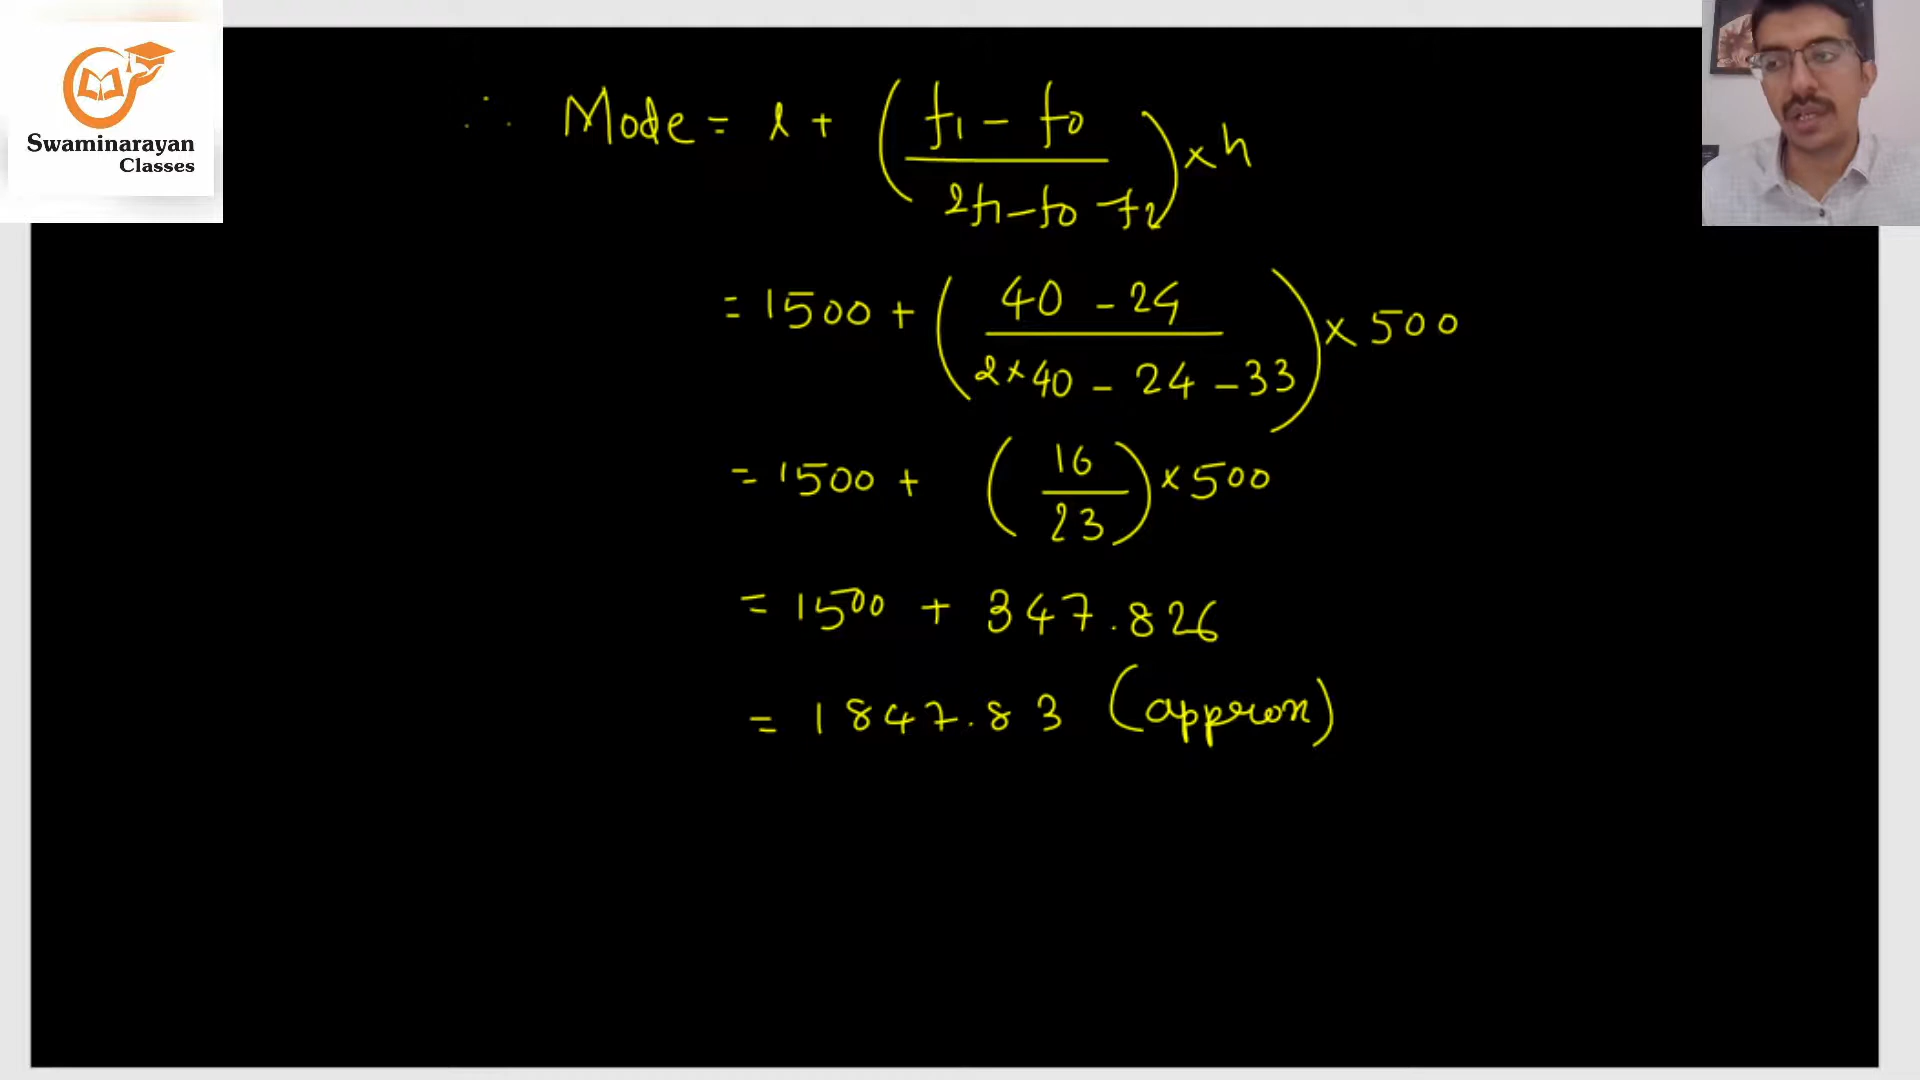 Swaminarayan
Classes
∴ Mode = l + ( f1 - f0 / 2f1 - f0 - f2 ) × h
= 1500 + ( 40 - 24 / 2×40 - 24 - 33 ) × 500
= 1500 + ( 16 / 23 ) × 500
= 1500 + 347.826
= 1847.83 (approx)